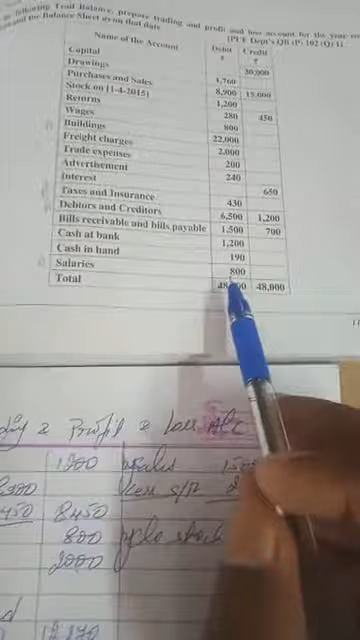 following Trail Balance, prepare trading and profit and loss account for the year
the Balance Sheet as on that date
[PUE Dept's QB (P) 102 (Q) 1]
Name of the Account Debit ₹ Credit ₹
Capital 30,000
Drawings 1,760
Purchases and Sales 8,900 15,000
Stock on (1-4-2015) 1,200
Returns 280 450
Wages 800
Buildings 22,000
Freight charges 2,000
Trade expenses 200
Advertisement 240
Interest 650
Taxes and Insurance 430
Debtors and Creditors 6,500 1,200
Bills receivable and bills payable 1,500 700
Cash at bank 1,200
Cash in hand 190
Salaries 800
Total 48,000
& Profit & Loss A/c
1200
Less S/R
450 8450
800
2000